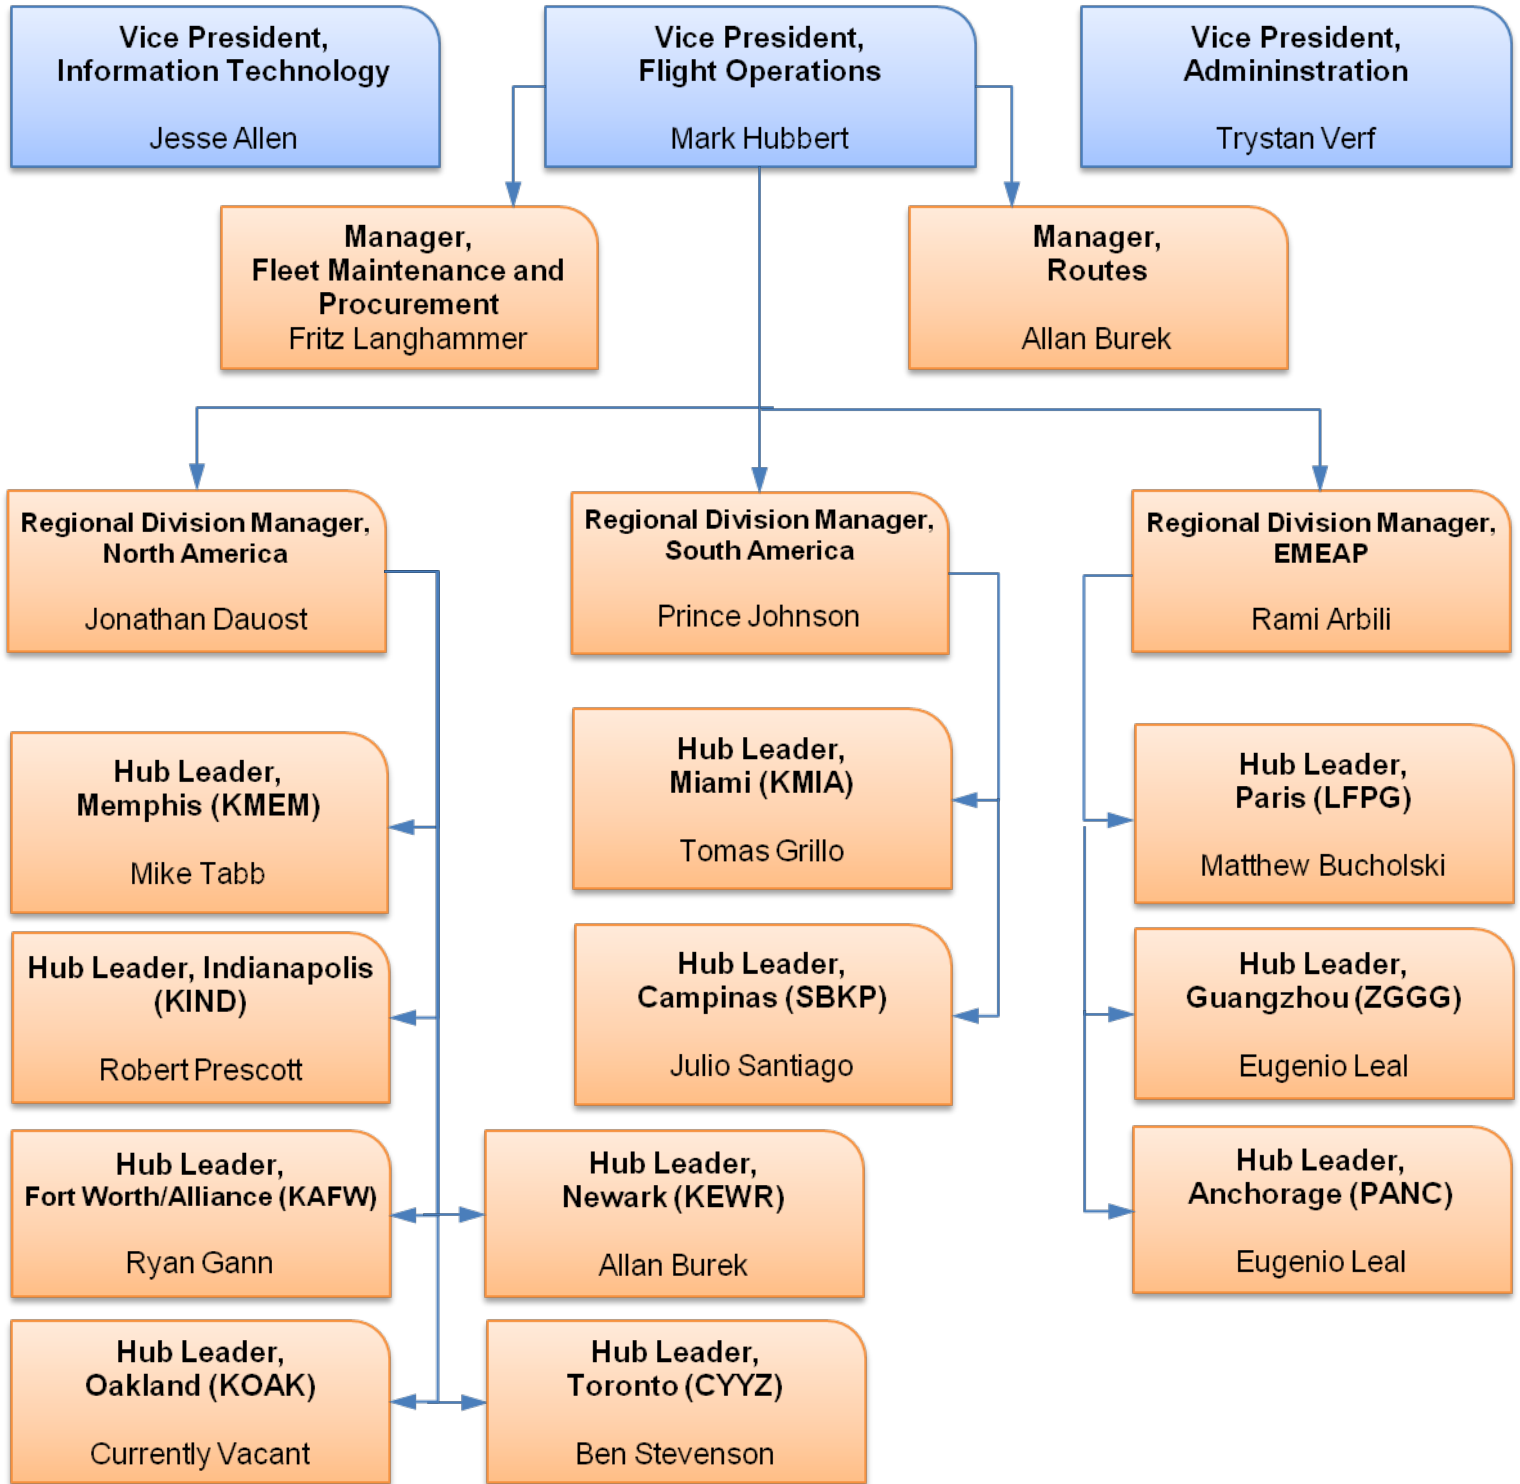 Vice President,
Information Technology
Jesse Allen
Vice President,
Flight Operations
Mark Hubbert
Vice President,
Admininstration
Trystan Verf
Manager,
Fleet Maintenance and
Procurement
Fritz Langhammer
Manager,
Routes
Allan Burek
Regional Division Manager,
North America
Jonathan Dauost
Regional Division Manager,
South America
Prince Johnson
Regional Division Manager,
EMEAP
Rami Arbili
Hub Leader,
Memphis (KMEM)
Mike Tabb
Hub Leader,
Miami (KMIA)
Tomas Grillo
Hub Leader,
Paris (LFPG)
Matthew Bucholski
Hub Leader, Indianapolis
(KIND)
Robert Prescott
Hub Leader,
Campinas (SBKP)
Julio Santiago
Hub Leader,
Guangzhou (ZGGG)
Eugenio Leal
Hub Leader,
Fort Worth/Alliance (KAFW)
Ryan Gann
Hub Leader,
Newark (KEWR)
Allan Burek
Hub Leader,
Anchorage (PANC)
Eugenio Leal
Hub Leader,
Oakland (KOAK)
Currently Vacant
Hub Leader,
Toronto (CYYZ)
Ben Stevenson